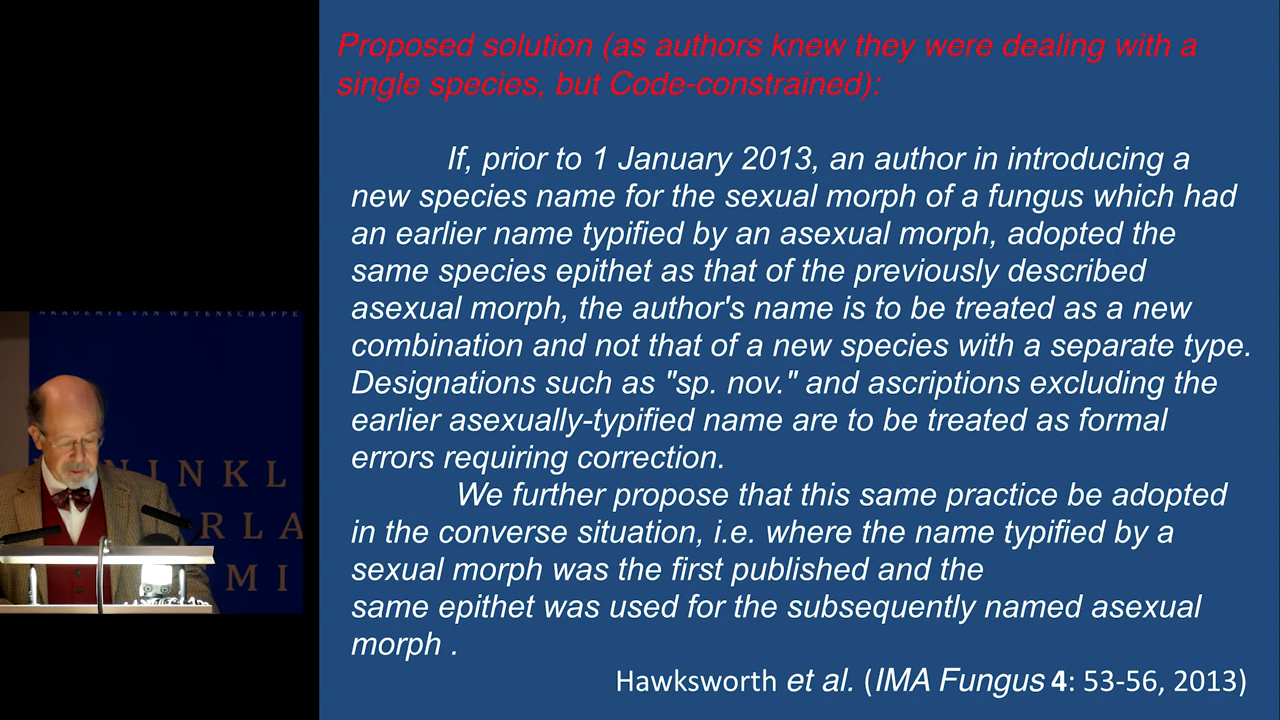 Proposed solution (as authors knew they were dealing with a
single species, but Code-constrained):
If, prior to 1 January 2013, an author in introducing a
new species name for the sexual morph of a fungus which had
an earlier name typified by an asexual morph, adopted the
same species epithet as that of the previously described
asexual morph, the author's name is to be treated as a new
combination and not that of a new species with a separate type.
Designations such as "sp. nov." and ascriptions excluding the
earlier asexually-typified name are to be treated as formal
errors requiring correction.
We further propose that this same practice be adopted
in the converse situation, i.e. where the name typified by a
sexual morph was the first published and the
same epithet was used for the subsequently named asexual
morph .
Hawksworth et al. (IMA Fungus 4: 53-56, 2013)
AKADEMIE VAN WETENSCHAPPE
NINKL
RLA
MI